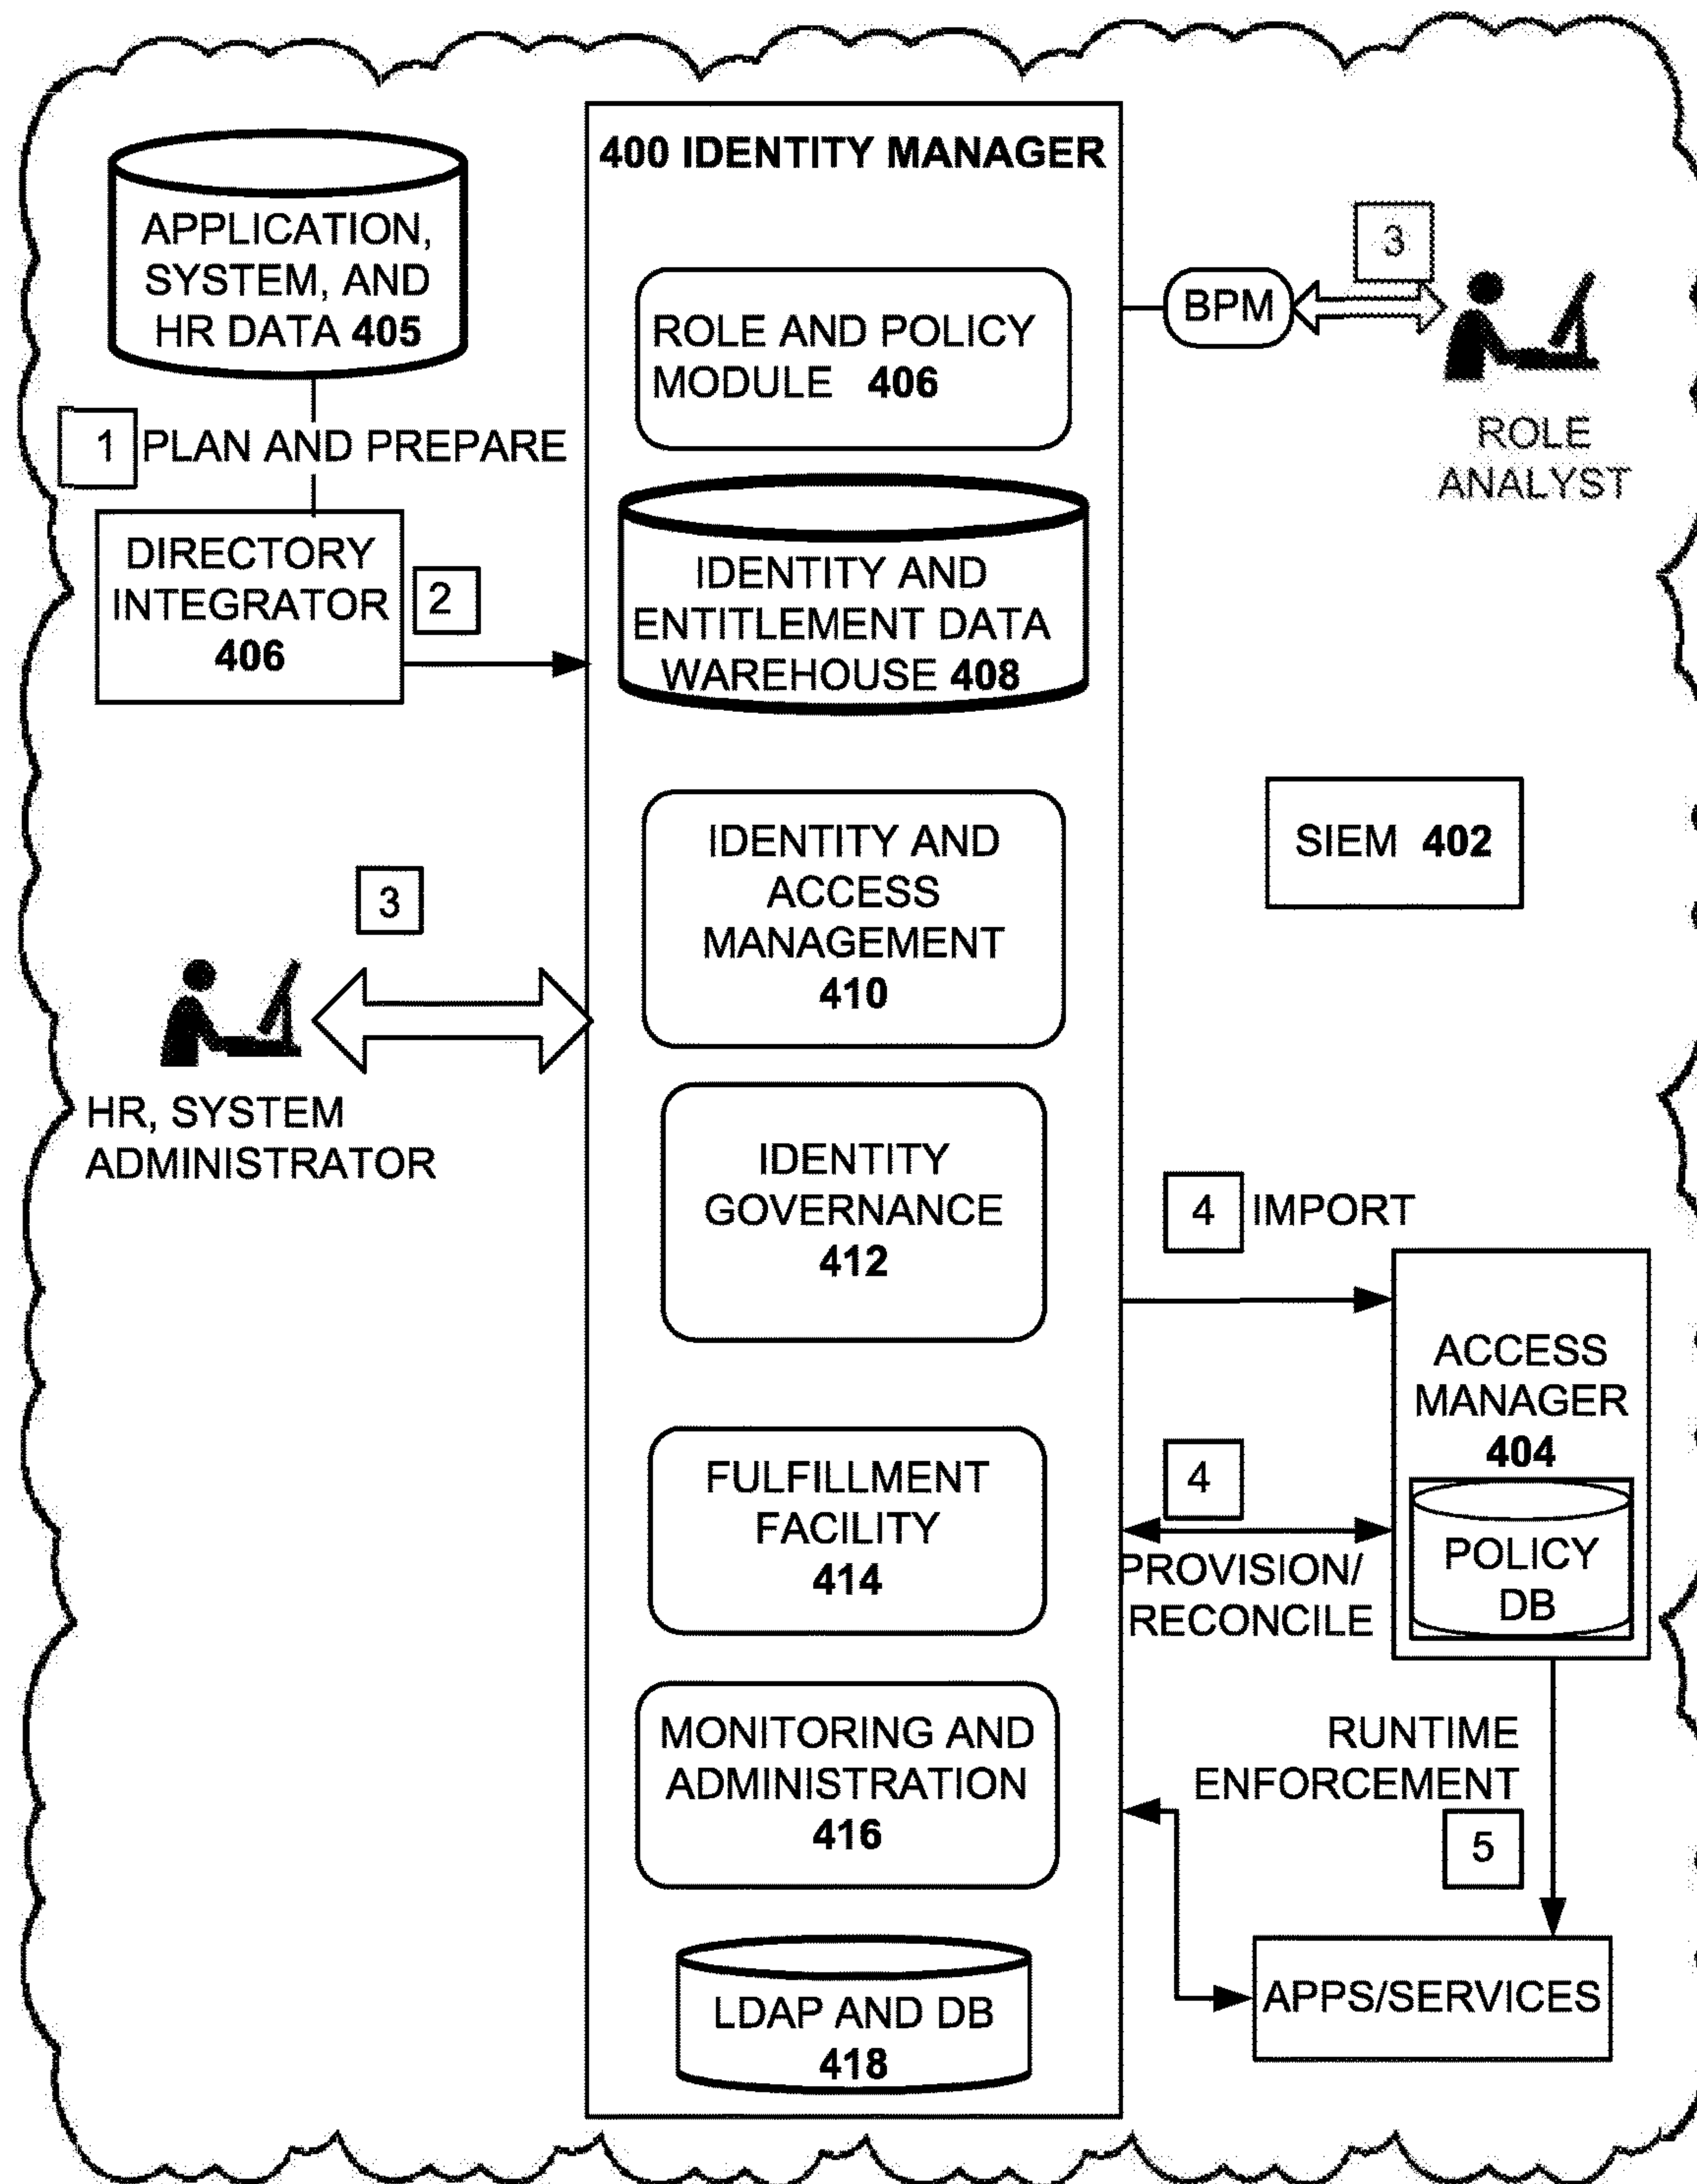 400 IDENTITY MANAGER
APPLICATION,
SYSTEM, AND
HR DATA 405
1 PLAN AND PREPARE
DIRECTORY
INTEGRATOR
406
2
ROLE AND POLICY
MODULE 406
BPM
3
ROLE
ANALYST
IDENTITY AND
ENTITLEMENT DATA
WAREHOUSE 408
SIEM 402
3
HR, SYSTEM
ADMINISTRATOR
IDENTITY AND
ACCESS
MANAGEMENT
410
IDENTITY
GOVERNANCE
412
4 IMPORT
ACCESS
MANAGER
404
POLICY
DB
4
PROVISION/
RECONCILE
FULFILLMENT
FACILITY
414
MONITORING AND
ADMINISTRATION
416
RUNTIME
ENFORCEMENT
5
APPS/SERVICES
LDAP AND DB
418